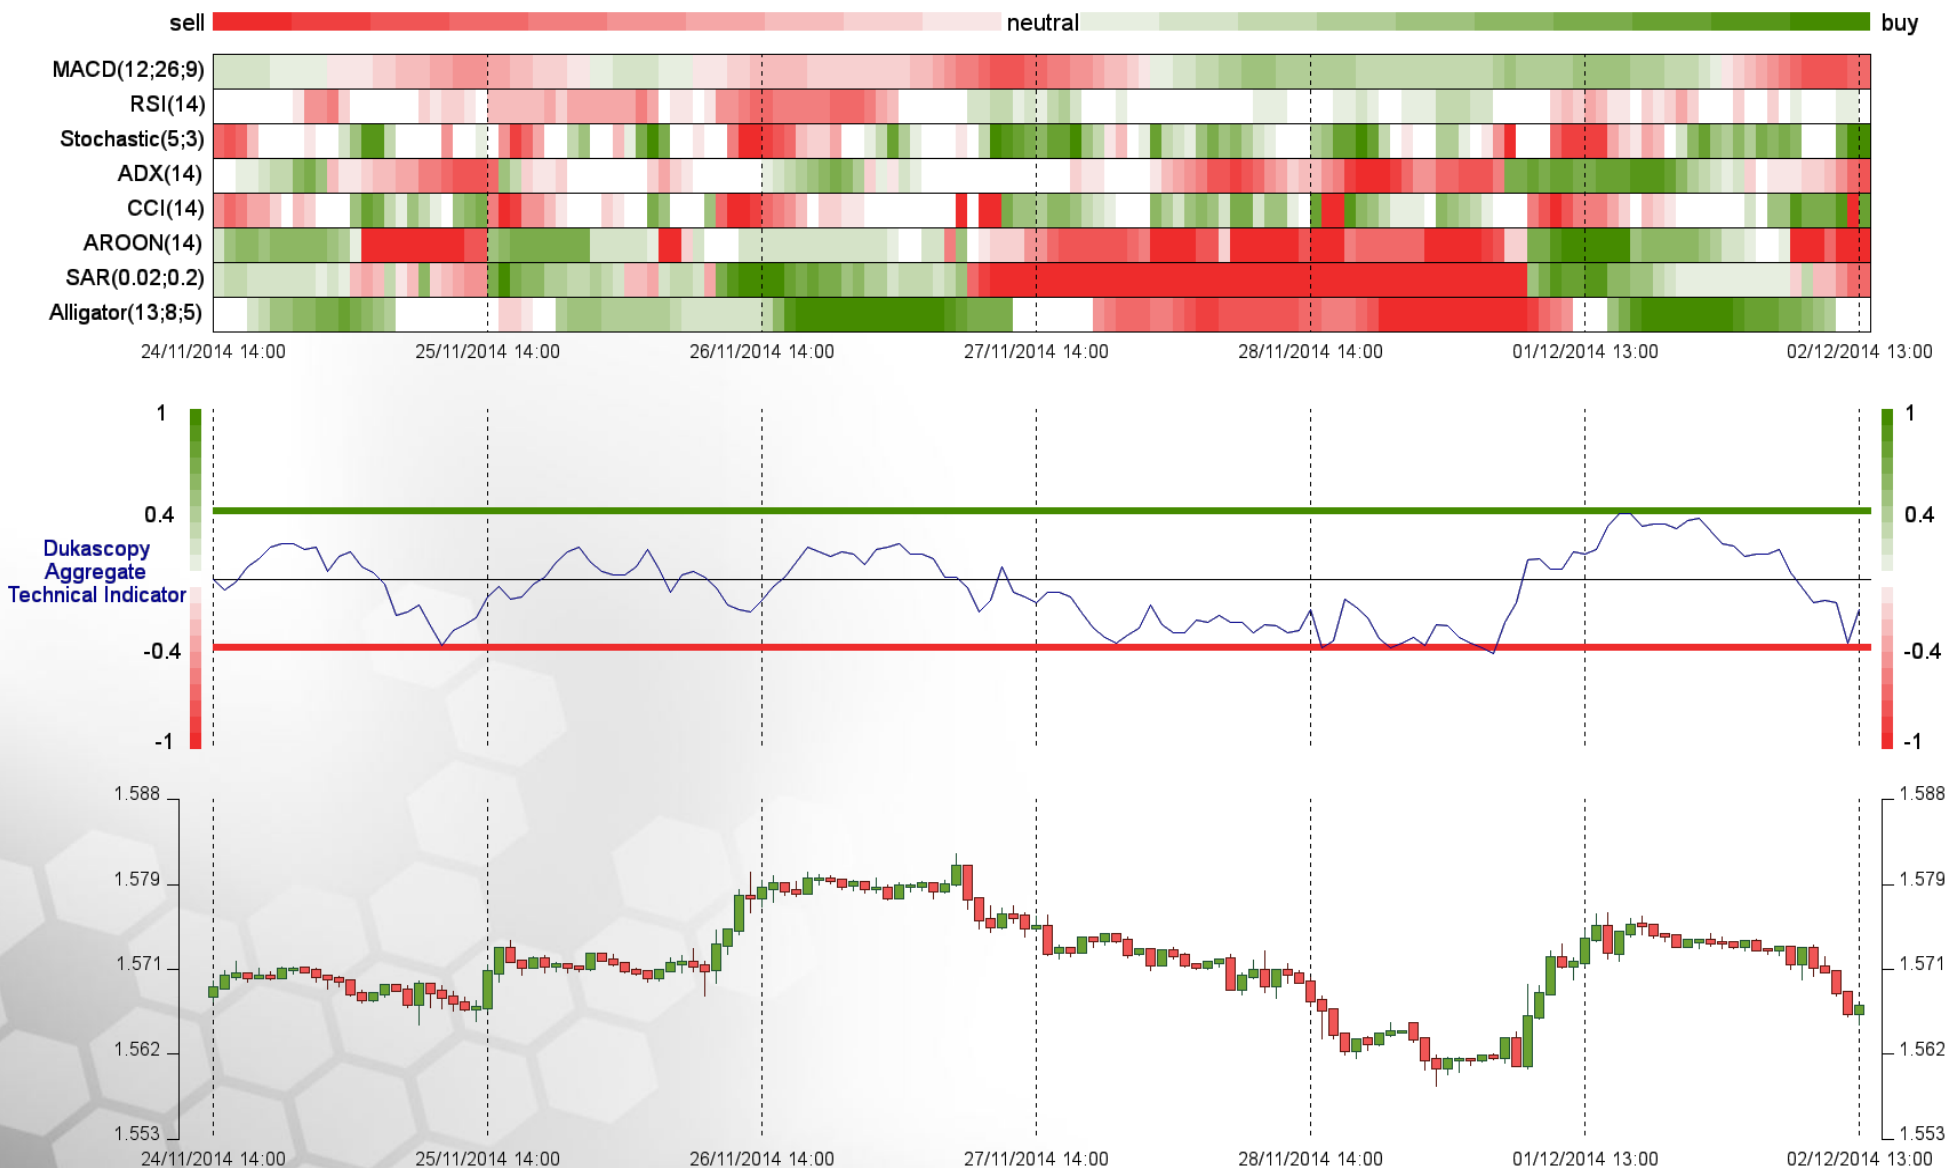 sell neutral buy
MACD(12;26;9)
RSI(14)
Stochastic(5;3)
ADX(14)
CCI(14)
AROON(14)
SAR(0.02;0.2)
Alligator(13;8;5)
24/11/2014 14:00 25/11/2014 14:00 26/11/2014 14:00 27/11/2014 14:00 28/11/2014 14:00 01/12/2014 13:00 02/12/2014 13:00
1 1
0.4 0.4
Dukascopy
Aggregate
Technical Indicator
-0.4 -0.4
-1 -1
1.588 1.588
1.579 1.579
1.571 1.571
1.562 1.562
1.553 1.553
24/11/2014 14:00 25/11/2014 14:00 26/11/2014 14:00 27/11/2014 14:00 28/11/2014 14:00 01/12/2014 13:00 02/12/2014 13:00